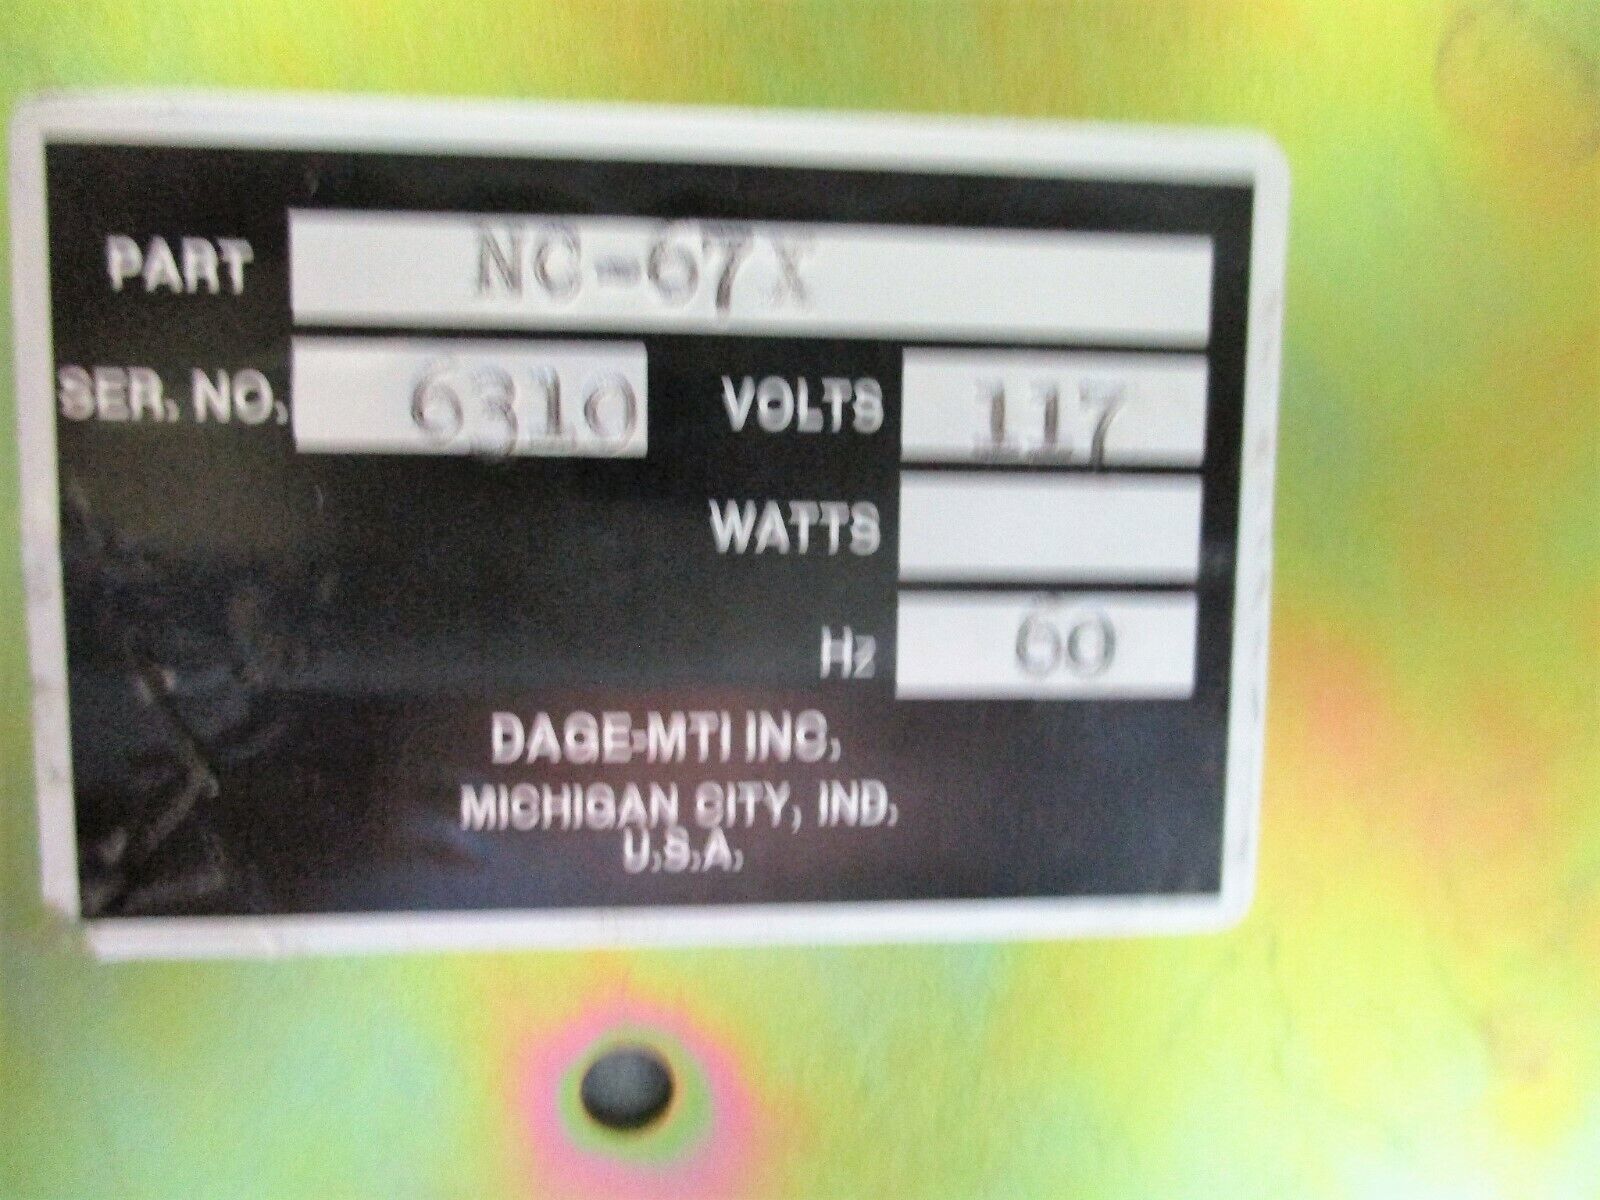 PART NC-67X
SER. NO. 6310 VOLTS 117
WATTS
Hz 60
DAGE-MTI INC.
MICHIGAN CITY, IND.
U.S.A.